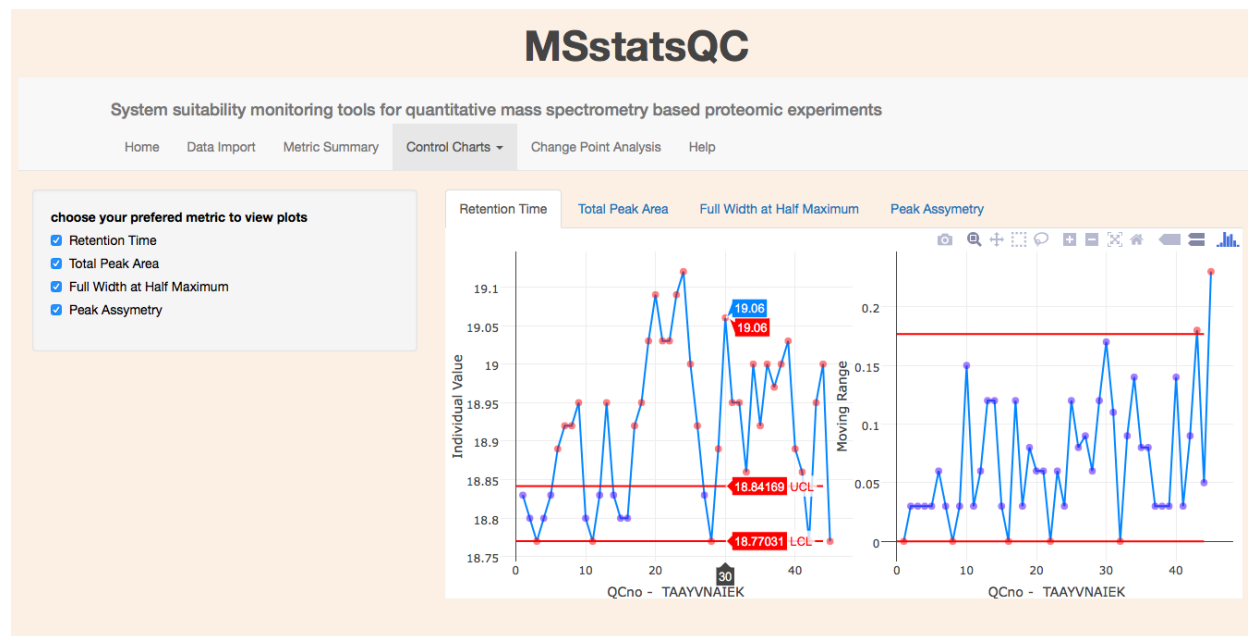 MSstatsQC
System suitability monitoring tools for quantitative mass spectrometry based proteomic experiments
Home Data Import Metric Summary Control Charts Change Point Analysis Help
choose your prefered metric to view plots
Retention Time
Total Peak Area
Full Width at Half Maximum
Peak Assymetry
Retention Time Total Peak Area Full Width at Half Maximum Peak Assymetry
Individual Value
19.1
19.05
19
18.95
18.9
18.85
18.8
18.75
19.06
19.06
18.84169 UCL
18.77031 LCL
0 10 20 30 40
QCno - TAAYVNAIEK
Moving Range
0.2
0.15
0.1
0.05
0
0 10 20 30 40
QCno - TAAYVNAIEK